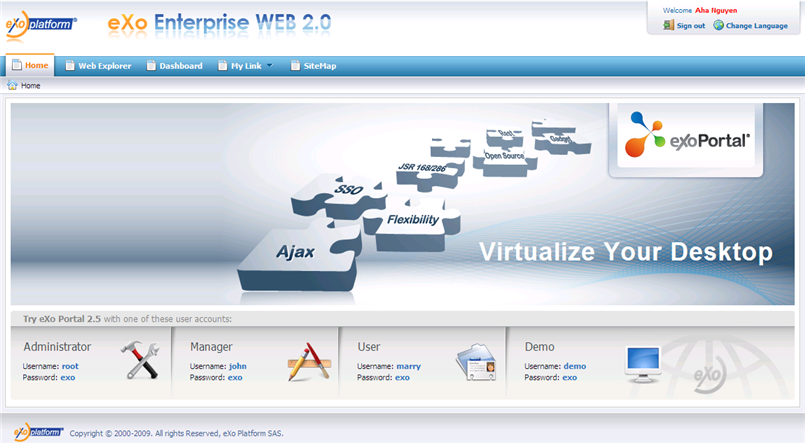 eXo platform®
eXo Enterprise WEB 2.0
Welcome Aha Nguyen
Sign out Change Language
Home Web Explorer Dashboard My Link SiteMap
Home
eXoPortal®
Gadget
Open Source
JSR 168/286
SSO
Flexibility
Ajax
Virtualize Your Desktop
Try eXo Portal 2.5 with one of these user accounts:
Administrator
Username: root
Password: exo
Manager
Username: john
Password: exo
User
Username: marry
Password: exo
Demo
Username: demo
Password: exo
eXo
eXo platform®
Copyright © 2000-2009. All rights Reserved, eXo Platform SAS.